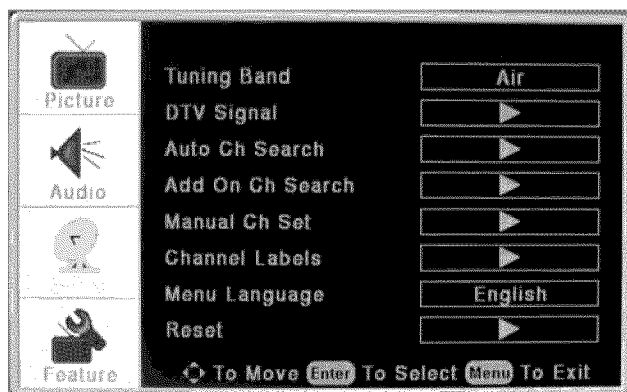 Picture
Audio
Feature
Tuning Band Air
DTV Signal
Auto Ch Search
Add On Ch Search
Manual Ch Set
Channel Labels
Menu Language English
Reset
To Move Enter To Select Menu To Exit